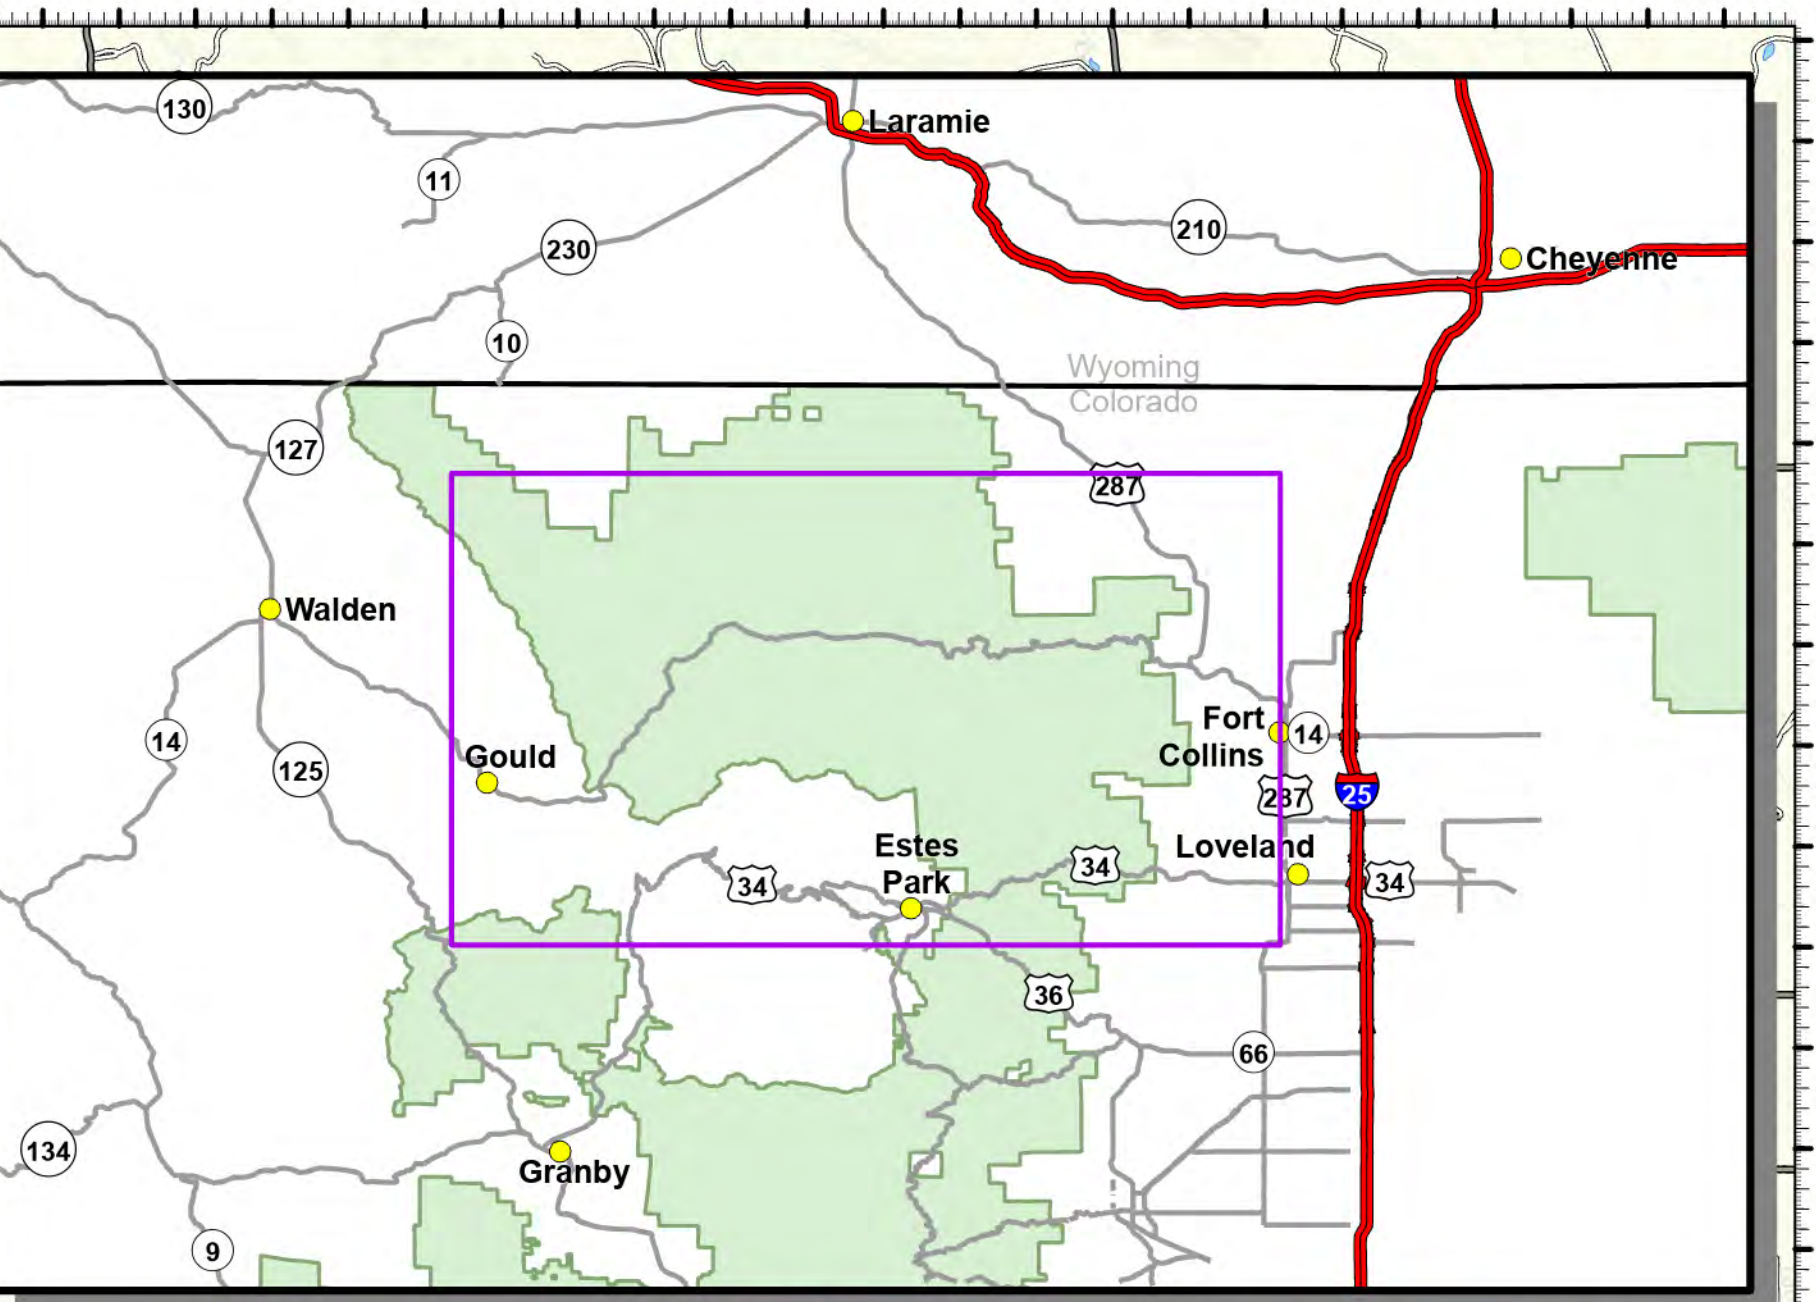 130
Laramie
11
210
230
Cheyenne
10
Wyoming
Colorado
127
287
Walden
Fort
Collins
14
14
Gould
125
287
25
Estes
Park
Loveland
34
34
34
36
66
134
Granby
9